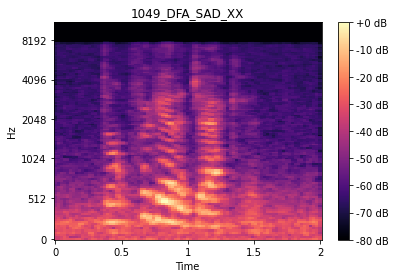 1049_DFA_SAD_XX
8192
4096
2048
1024
512
0
Hz
0
0.5
1
1.5
2
Time
+0 dB
-10 dB
-20 dB
-30 dB
-40 dB
-50 dB
-60 dB
-70 dB
-80 dB